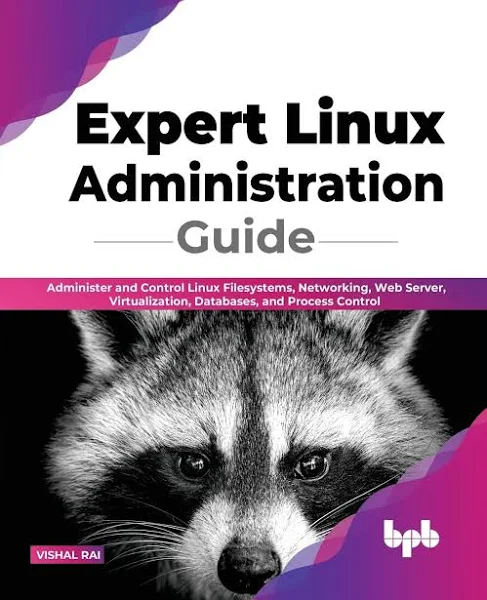 Expert Linux
Administration
Guide
Administer and Control Linux Filesystems, Networking, Web Server,
Virtualization, Databases, and Process Control
VISHAL RAI
bpb